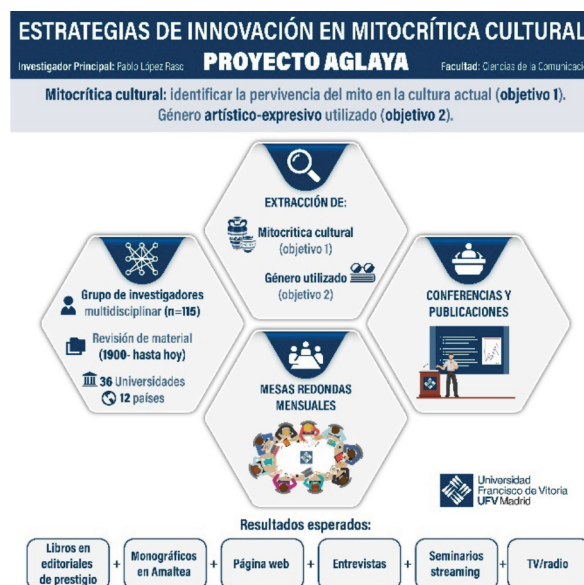 ESTRATEGIAS DE INNOVACIÓN EN MITOCRÍTICA CULTURAL
Investigador Principal: Pablo López Raso
PROYECTO AGLAYA
Facultad: Ciencias de la Comunicació
Mitocrítica cultural: identificar la pervivencia del mito en la cultura actual (objetivo 1).
Género artístico-expresivo utilizado (objetivo 2).
EXTRACCIÓN DE:
Mitocrítica cultural
(objetivo 1)
Género utilizado
(objetivo 2)
Grupo de investigadores
multidisciplinar (n=115)
Revisión de material
(1900- hasta hoy)
36 Universidades
12 países
CONFERENCIAS Y
PUBLICACIONES
MESAS REDONDAS
MENSUALES
Universidad
Francisco de Vitoria
UFV Madrid
Resultados esperados:
Libros en
editoriales
de prestigio
+
Monográficos
en Amaltea
+
Página web
+
Entrevistas
+
Seminarios
streaming
+
TV/radio